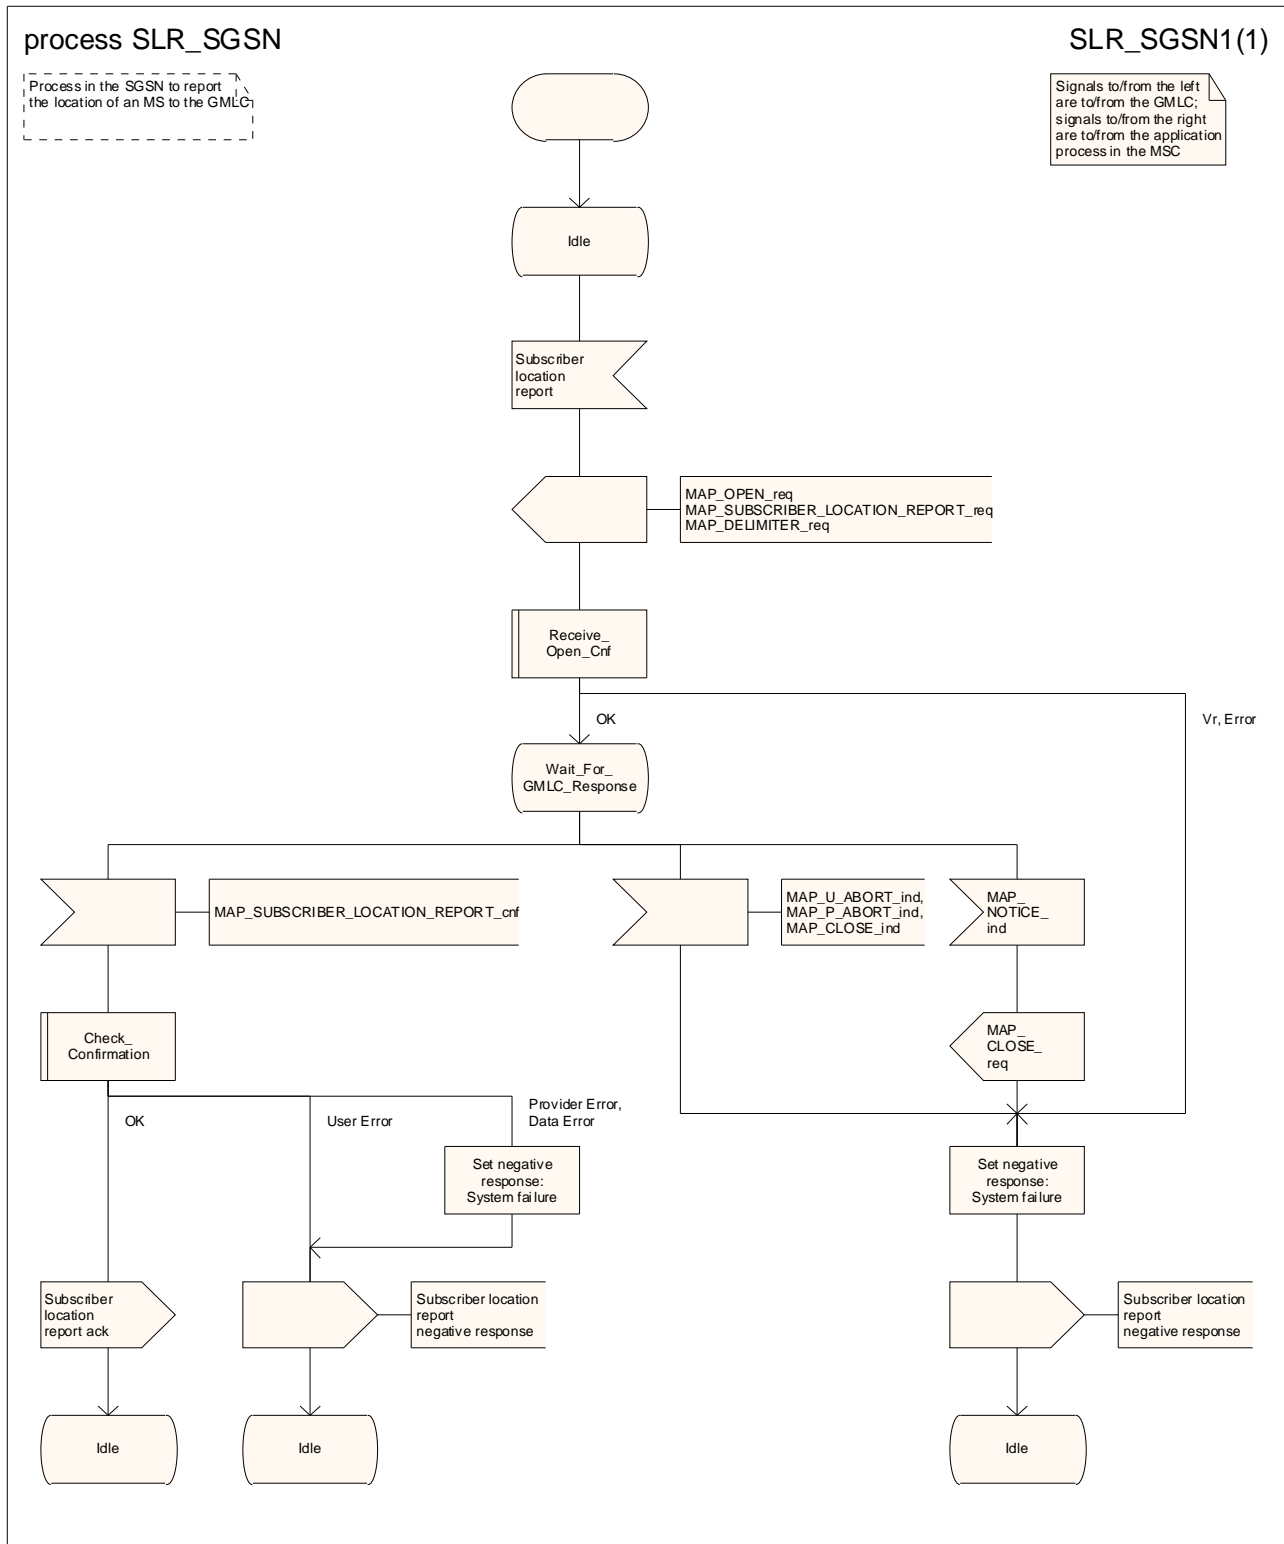 process SLR_SGSN
SLR_SGSN1(1)
Process in the SGSN to report
the location of an MS to the GMLC
Signals to/from the left
are to/from the GMLC;
signals to/from the right
are to/from the application
process in the MSC
Idle
Subscriber
location
report
MAP_OPEN_req
MAP_SUBSCRIBER_LOCATION_REPORT_req
MAP_DELIMITER_req
Receive_
Open_Cnf
OK
Vr, Error
Wait_For_
GMLC_Response
MAP_SUBSCRIBER_LOCATION_REPORT_cnf
MAP_U_ABORT_ind,
MAP_P_ABORT_ind,
MAP_CLOSE_ind
MAP_
NOTICE_
ind
Check_
Confirmation
MAP_
CLOSE_
req
OK
User Error
Provider Error,
Data Error
Set negative
response:
System failure
Set negative
response:
System failure
Subscriber
location
report ack
Subscriber location
report
negative response
Subscriber location
report
negative response
Idle
Idle
Idle